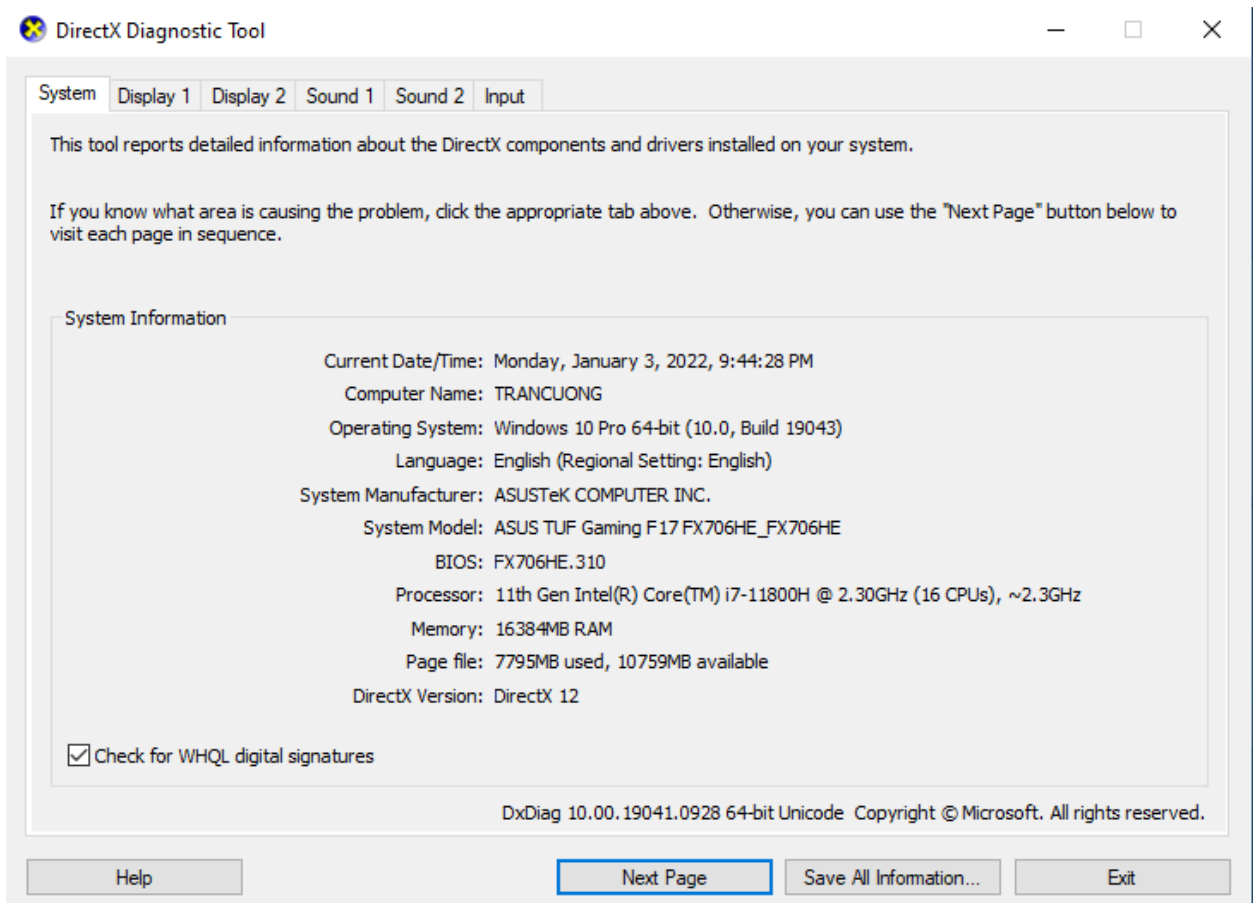 DirectX Diagnostic Tool
System Display 1 Display 2 Sound 1 Sound 2 Input
This tool reports detailed information about the DirectX components and drivers installed on your system.
If you know what area is causing the problem, click the appropriate tab above.  Otherwise, you can use the "Next Page" button below to
visit each page in sequence.
System Information
Current Date/Time: Monday, January 3, 2022, 9:44:28 PM
Computer Name: TRANCUONG
Operating System: Windows 10 Pro 64-bit (10.0, Build 19043)
Language: English (Regional Setting: English)
System Manufacturer: ASUSTeK COMPUTER INC.
System Model: ASUS TUF Gaming F17 FX706HE_FX706HE
BIOS: FX706HE.310
Processor: 11th Gen Intel(R) Core(TM) i7-11800H @ 2.30GHz (16 CPUs), ~2.3GHz
Memory: 16384MB RAM
Page file: 7795MB used, 10759MB available
DirectX Version: DirectX 12
Check for WHQL digital signatures
DxDiag 10.00.19041.0928 64-bit Unicode  Copyright © Microsoft. All rights reserved.
Help Next Page Save All Information... Exit